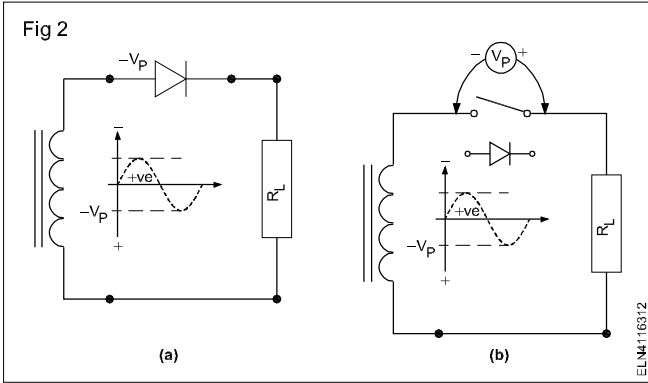 Fig 2
−VP
−
+ve
−VP
+
RL
(a)
− VP +
−
+ve
−VP
+
RL
(b)
ELN4116312